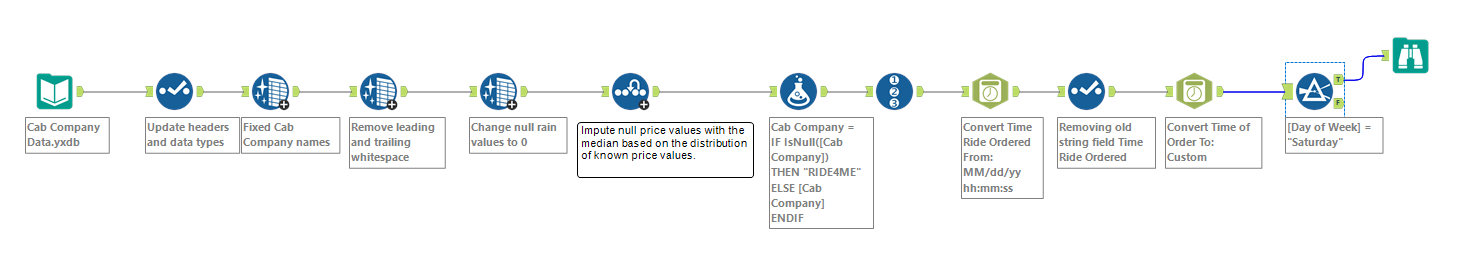 Cab Company
Data.yxdb
Update headers
and data types
Fixed Cab
Company names
Remove leading
and trailing
whitespace
Change null rain
values to 0
Impute null price values with the
median based on the distribution
of known price values.
Cab Company =
IF IsNull([Cab
Company])
THEN "RIDE4ME"
ELSE [Cab
Company]
ENDIF
1
2
3
Convert Time
Ride Ordered
From:
MM/dd/yy
hh:mm:ss
Removing old
string field Time
Ride Ordered
Convert Time of
Order To:
Custom
T
F
[Day of Week] =
"Saturday"